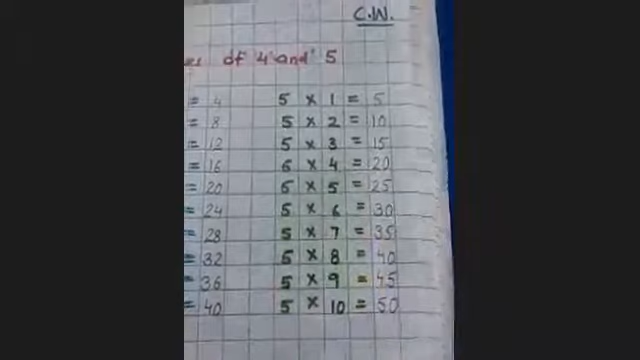 C.W.
of 4 and 5
= 4 5 × 1 = 5
= 8 5 × 2 = 10
= 12 5 × 3 = 15
= 16 5 × 4 = 20
= 20 5 × 5 = 25
= 24 5 × 6 = 30
= 28 5 × 7 = 35
= 32 5 × 8 = 40
= 36 5 × 9 = 45
= 40 5 × 10 = 50